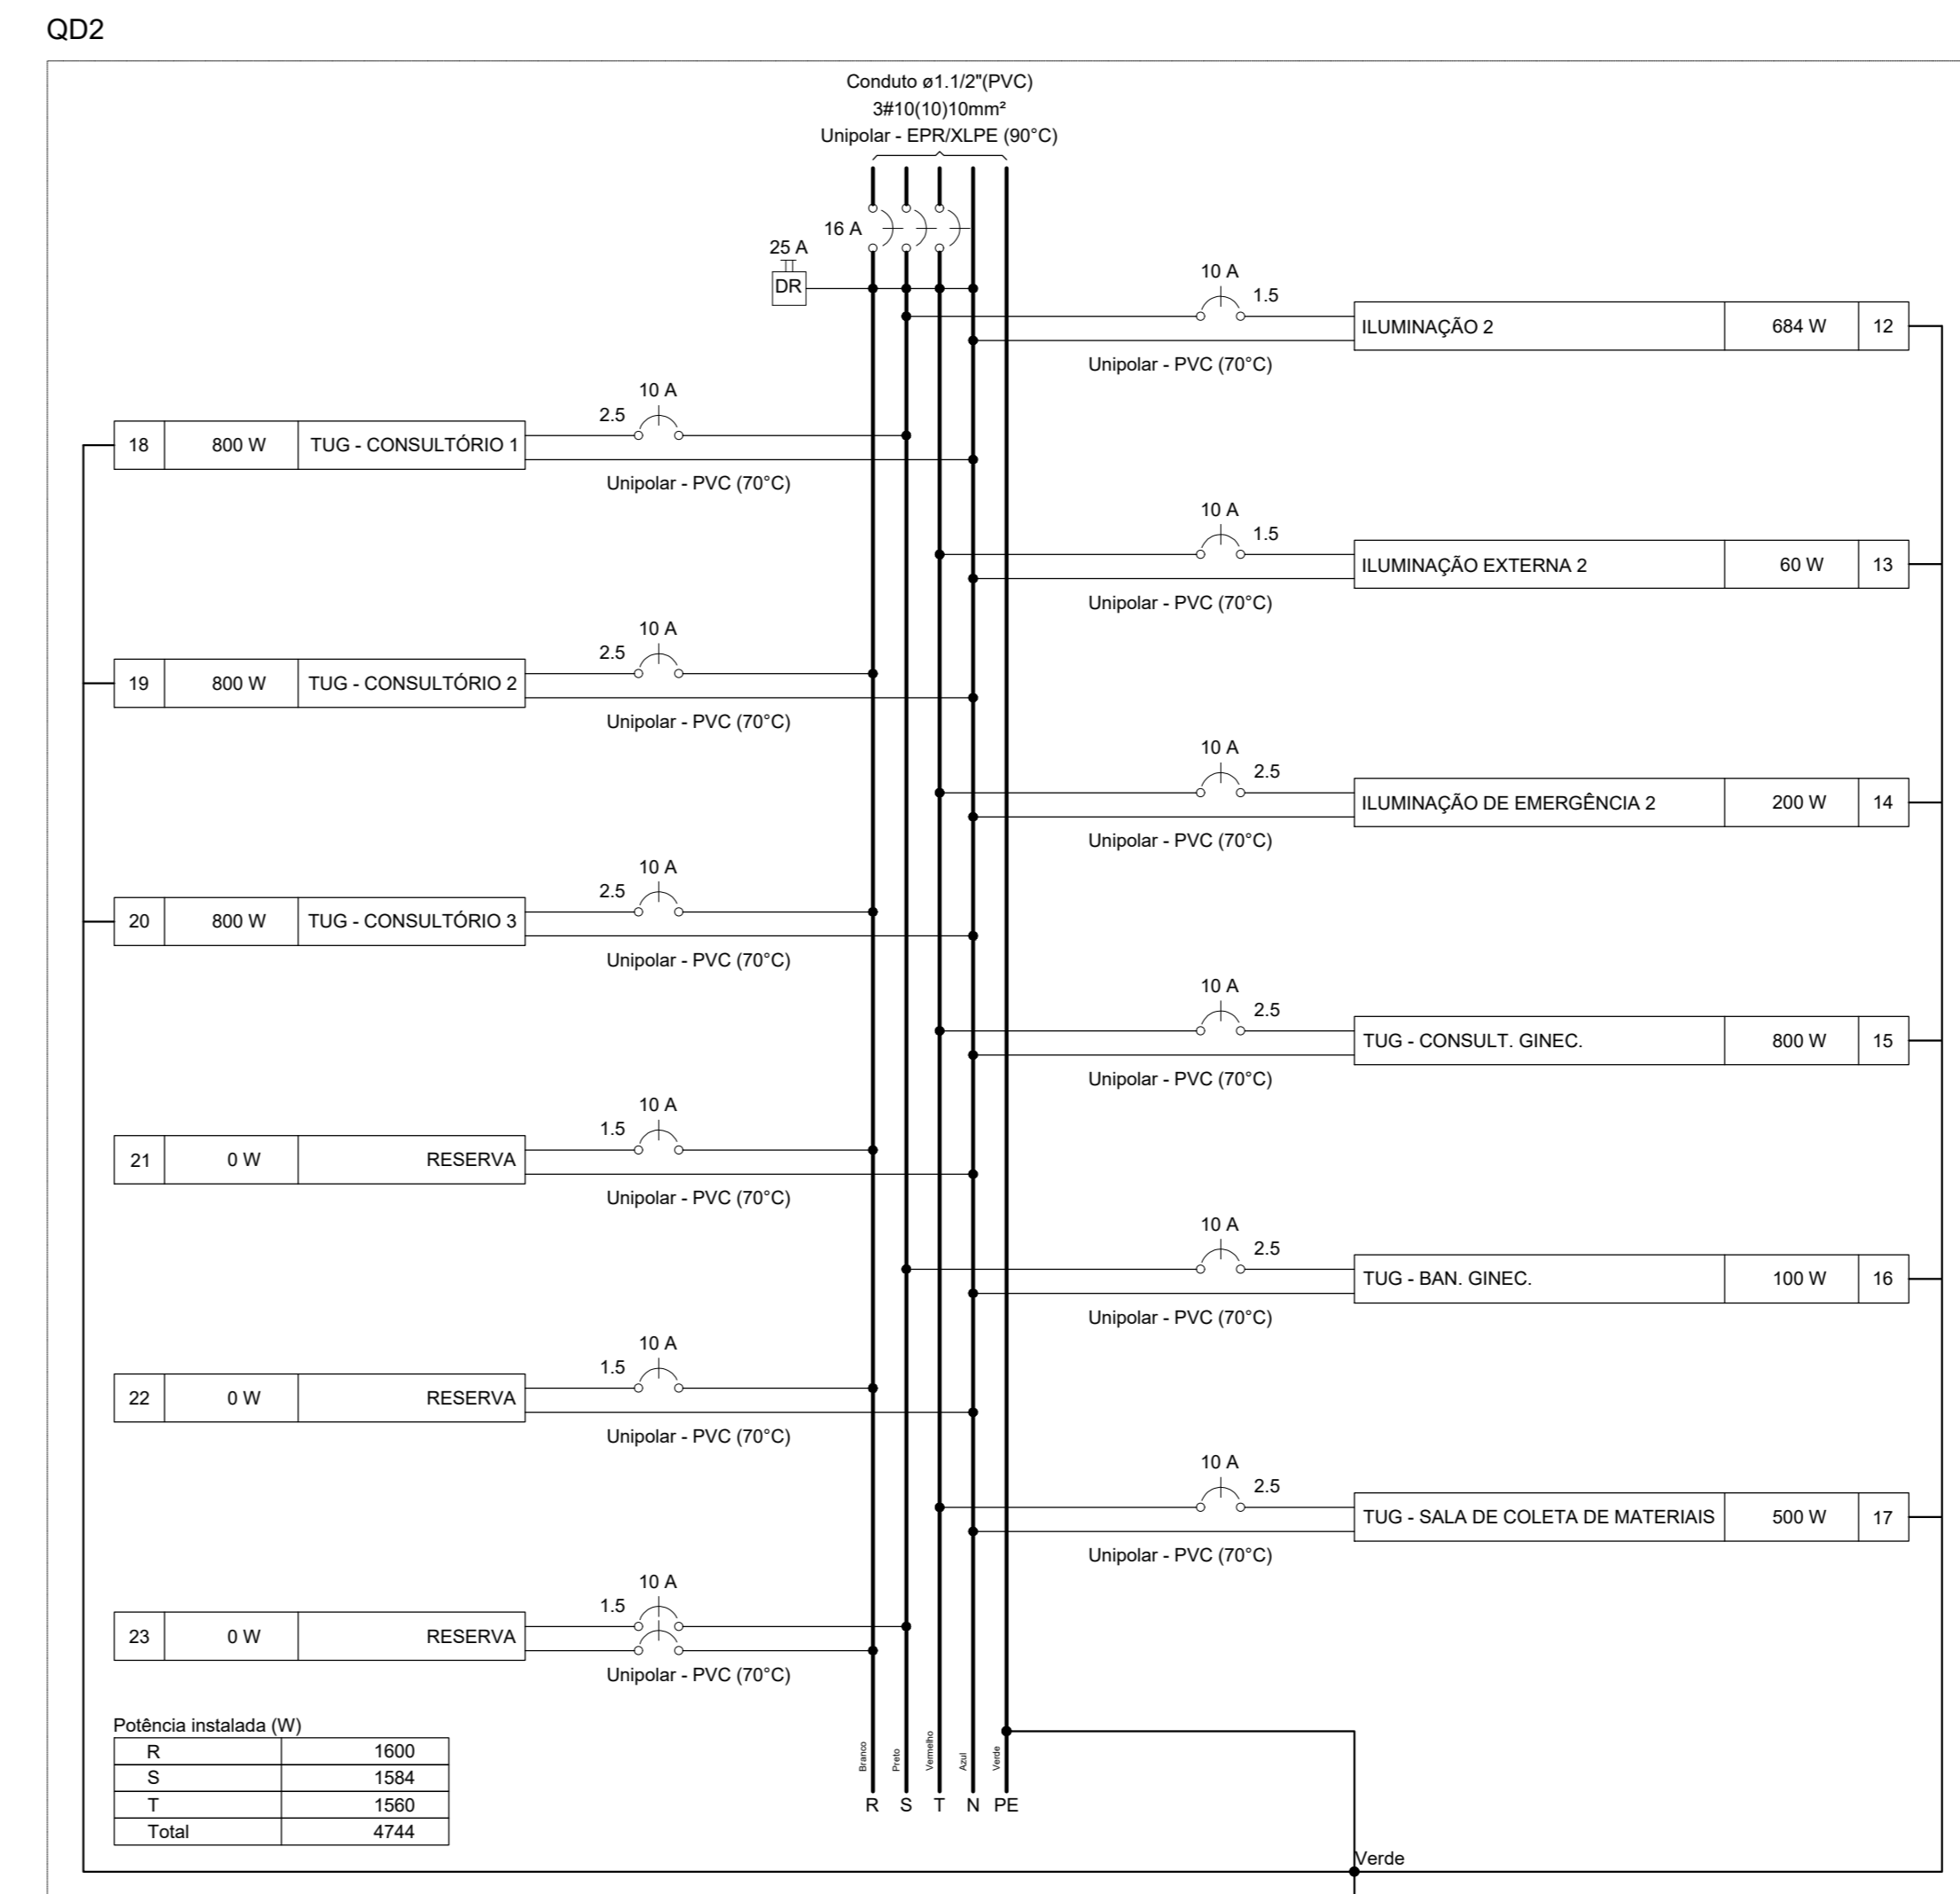 QD2
Conduto ø1.1/2"(PVC)
3#10(10)10mm²
Unipolar - EPR/XLPE (90°C)
16 A
25 A
DR
10 A
1.5
ILUMINAÇÃO 2 684 W 12
Unipolar - PVC (70°C)
10 A
2.5
18 800 W TUG - CONSULTÓRIO 1
Unipolar - PVC (70°C)
10 A
1.5
ILUMINAÇÃO EXTERNA 2 60 W 13
Unipolar - PVC (70°C)
10 A
2.5
19 800 W TUG - CONSULTÓRIO 2
Unipolar - PVC (70°C)
10 A
2.5
ILUMINAÇÃO DE EMERGÊNCIA 2 200 W 14
Unipolar - PVC (70°C)
10 A
2.5
20 800 W TUG - CONSULTÓRIO 3
Unipolar - PVC (70°C)
10 A
2.5
TUG - CONSULT. GINEC. 800 W 15
Unipolar - PVC (70°C)
10 A
1.5
21 0 W RESERVA
Unipolar - PVC (70°C)
10 A
2.5
TUG - BAN. GINEC. 100 W 16
Unipolar - PVC (70°C)
10 A
1.5
22 0 W RESERVA
Unipolar - PVC (70°C)
10 A
2.5
TUG - SALA DE COLETA DE MATERIAIS 500 W 17
Unipolar - PVC (70°C)
10 A
1.5
23 0 W RESERVA
Unipolar - PVC (70°C)
Potência instalada (W)
R 1600
S 1584
T 1560
Total 4744
Branco
Preto
Vermelho
Azul
Verde
R S T N PE
Verde